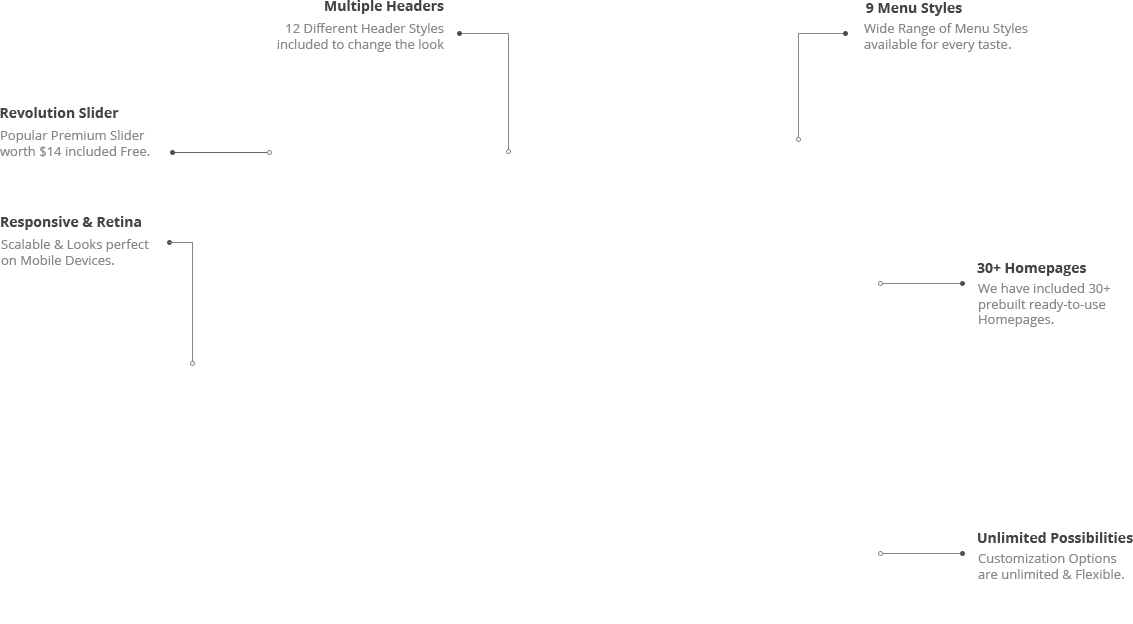 Multiple Headers
12 Different Header Styles
included to change the look
9 Menu Styles
Wide Range of Menu Styles
available for every taste.
Revolution Slider
Popular Premium Slider
worth $14 included Free.
Responsive & Retina
Scalable & Looks perfect
on Mobile Devices.
30+ Homepages
We have included 30+
prebuilt ready-to-use
Homepages.
Unlimited Possibilities
Customization Options
are unlimited & Flexible.